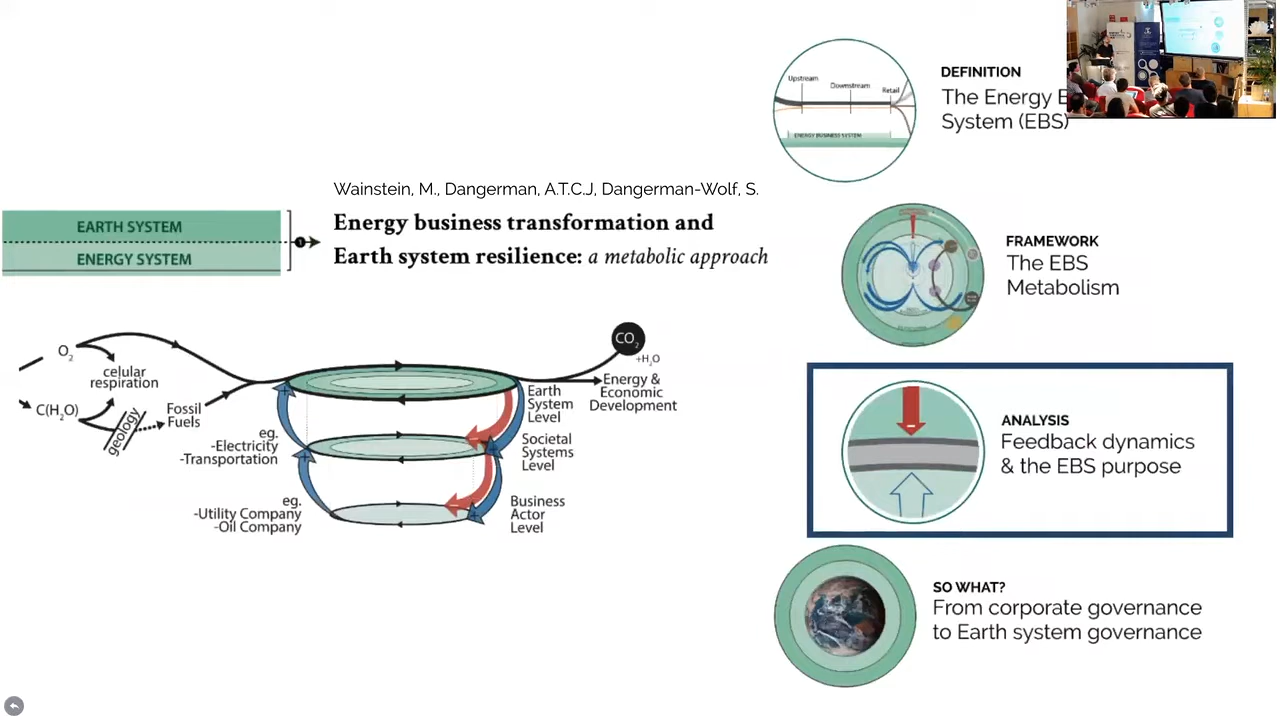 EARTH SYSTEM
ENERGY SYSTEM
1
Wainstein, M., Dangerman, A.T.C.J, Dangerman-Wolf, S.
Energy business transformation and
Earth system resilience: a metabolic approach
O2
celular
respiration
C(H2O)
geology
Fossil
Fuels
eg.
-Electricity
-Transportation
eg.
-Utility Company
-Oil Company
CO2
+H2O
Energy &
Economic
Development
Earth
System
Level
Societal
Systems
Level
Business
Actor
Level
+
+
+
+
-
-
Upstream
Downstream
Retail
ENERGY BUSINESS SYSTEM
DEFINITION
The Energy B
System (EBS)
FRAMEWORK
The EBS
Metabolism
-
ANALYSIS
Feedback dynamics
& the EBS purpose
SO WHAT?
From corporate governance
to Earth system governance